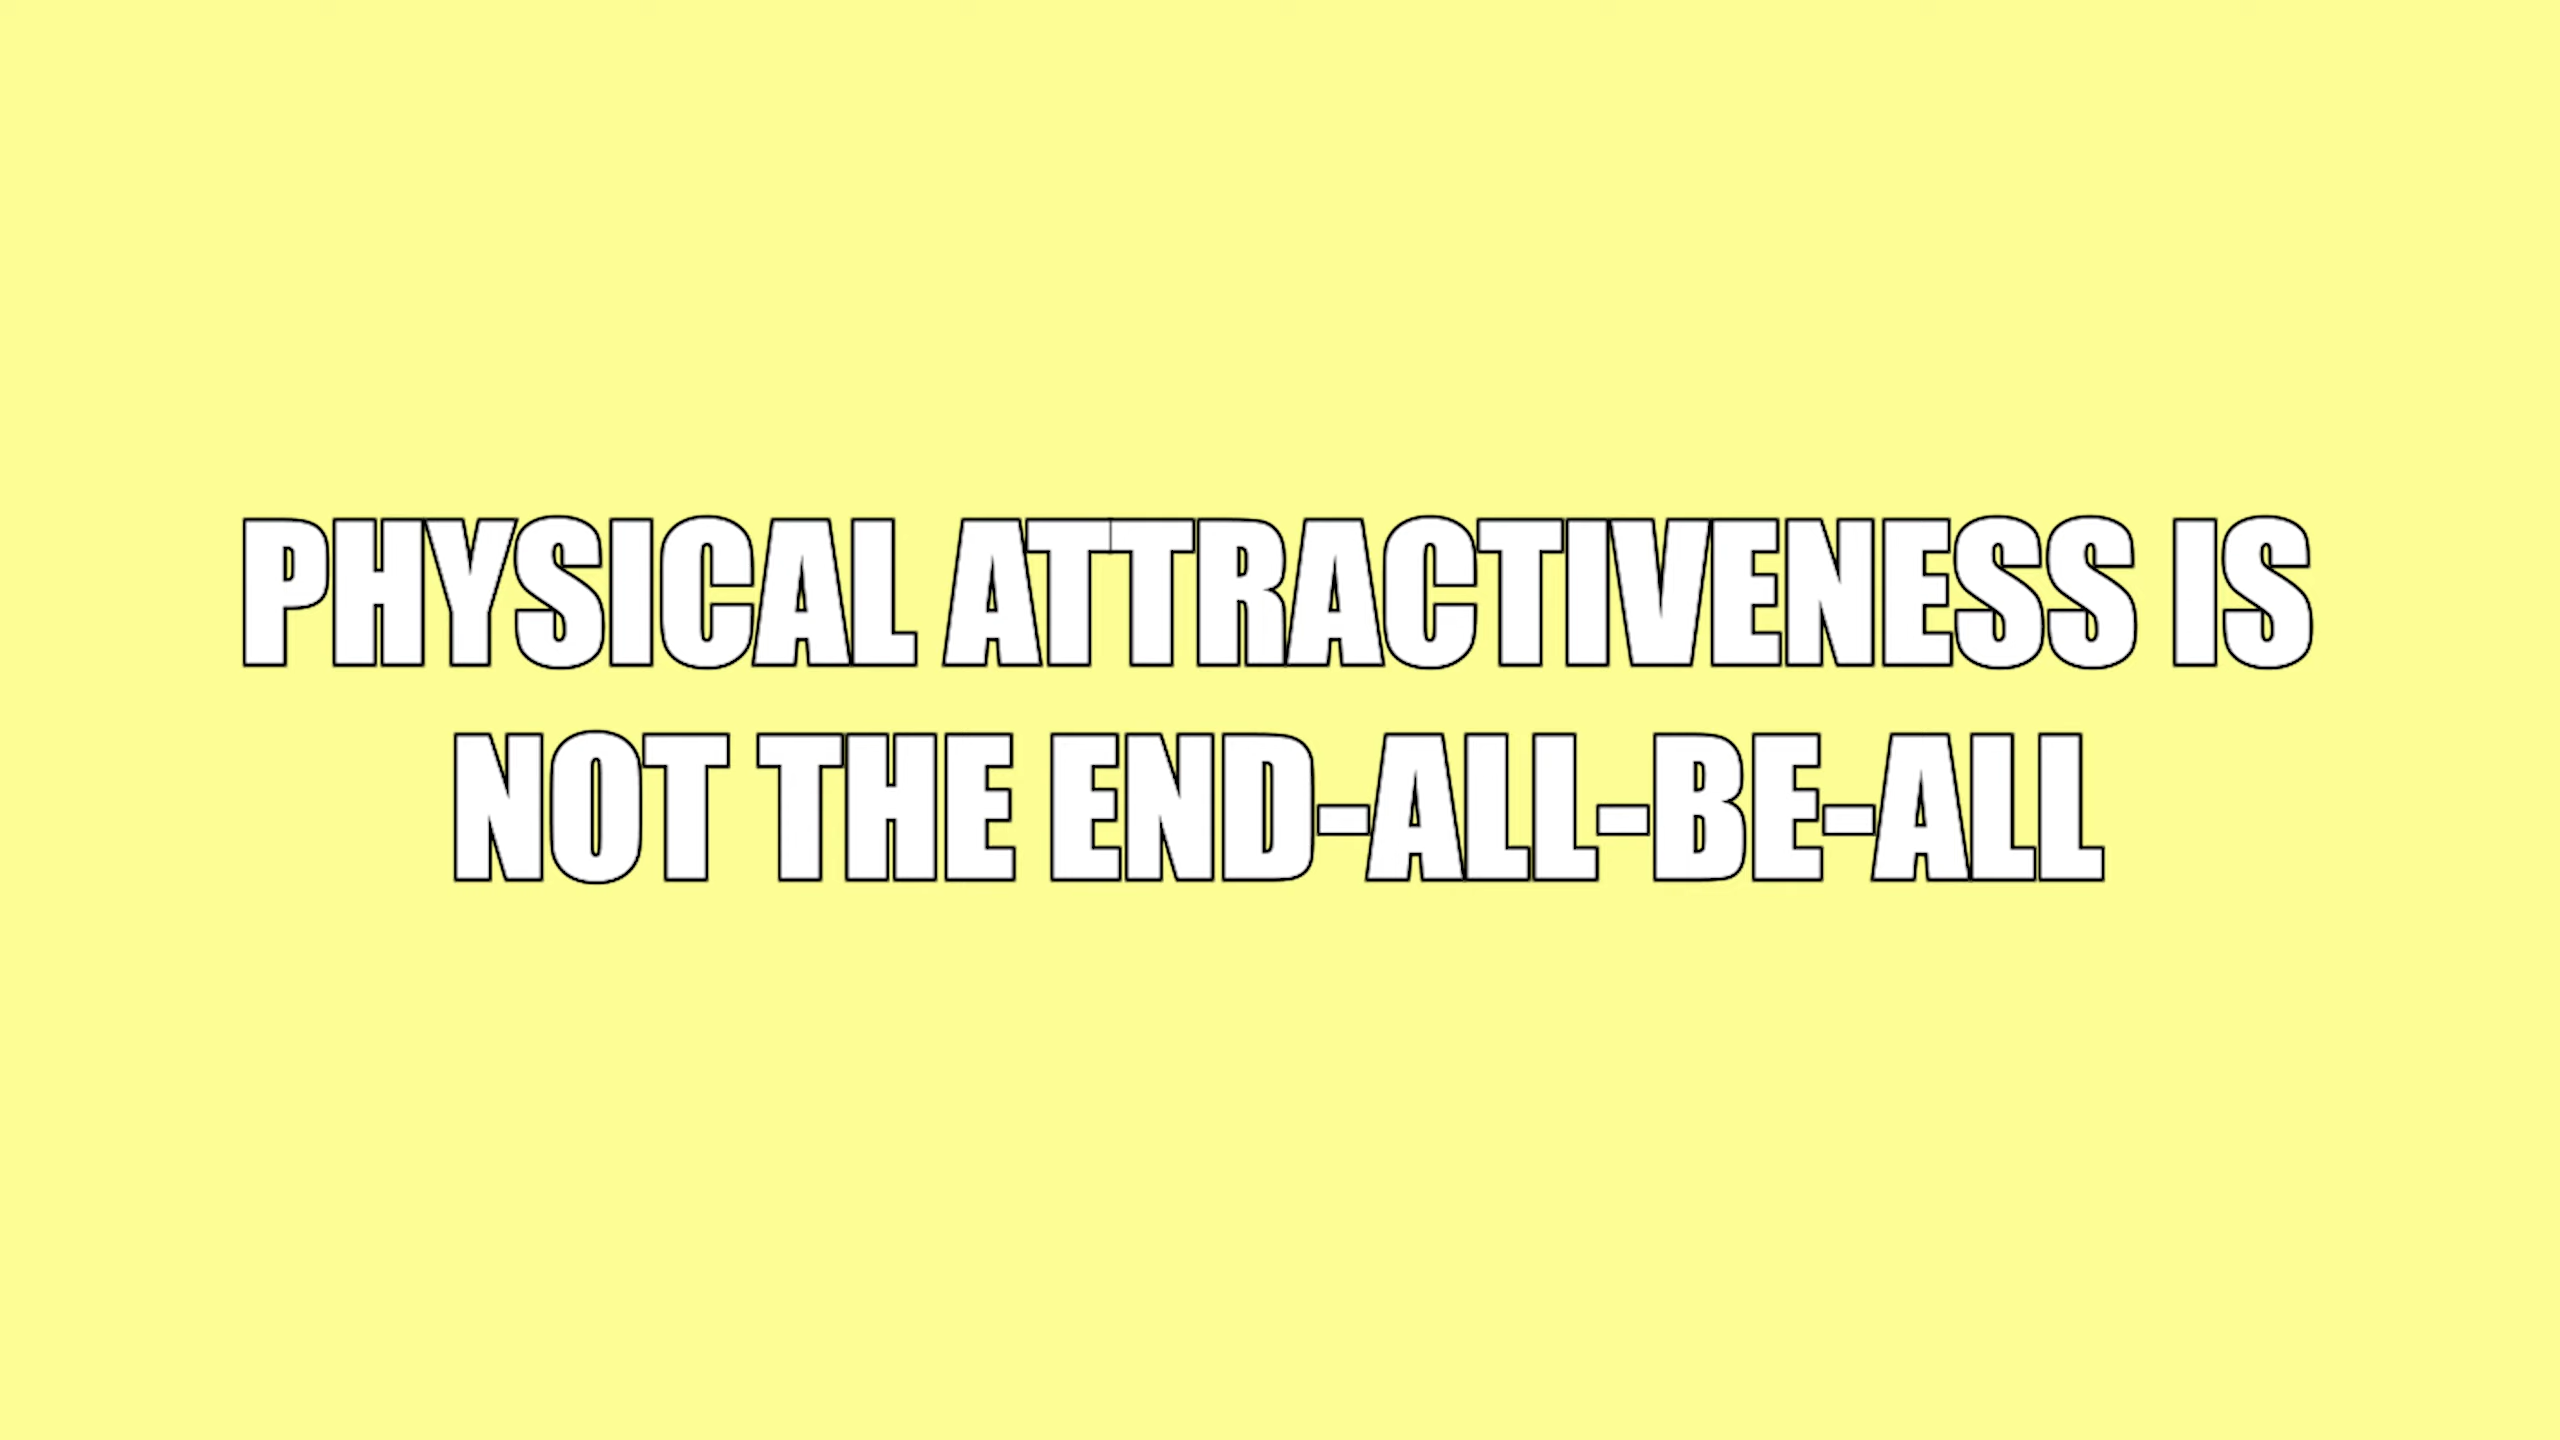 PHYSICAL ATTRACTIVENESS IS
NOT THE END-ALL-BE-ALL